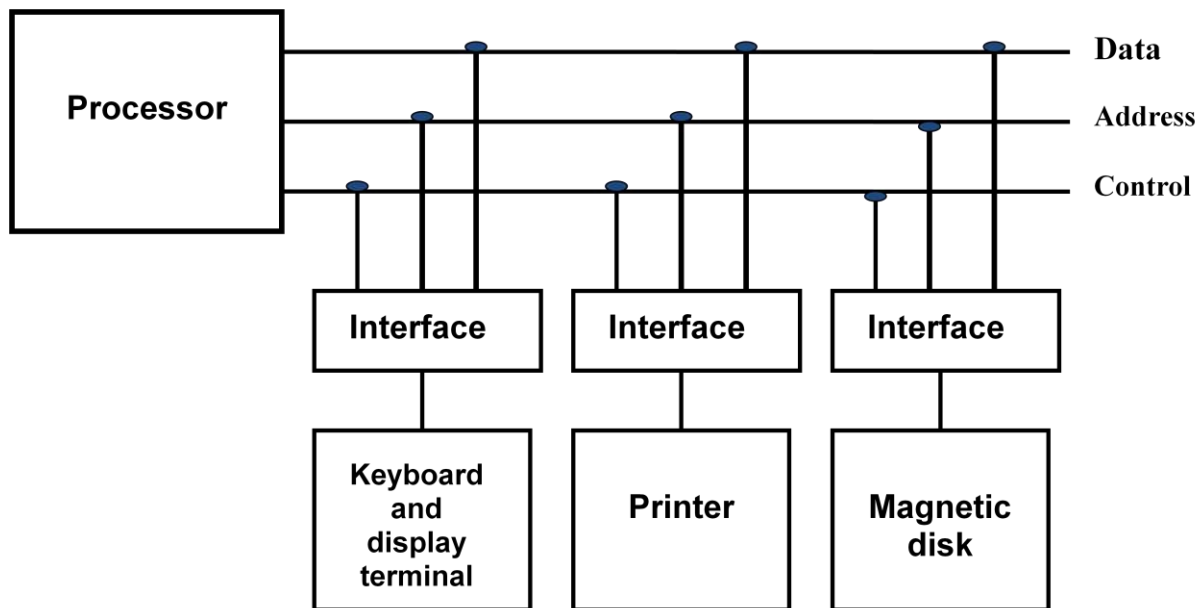 Data
Processor
Address
Control
Interface
Interface
Interface
Keyboard
and
display
terminal
Printer
Magnetic
disk